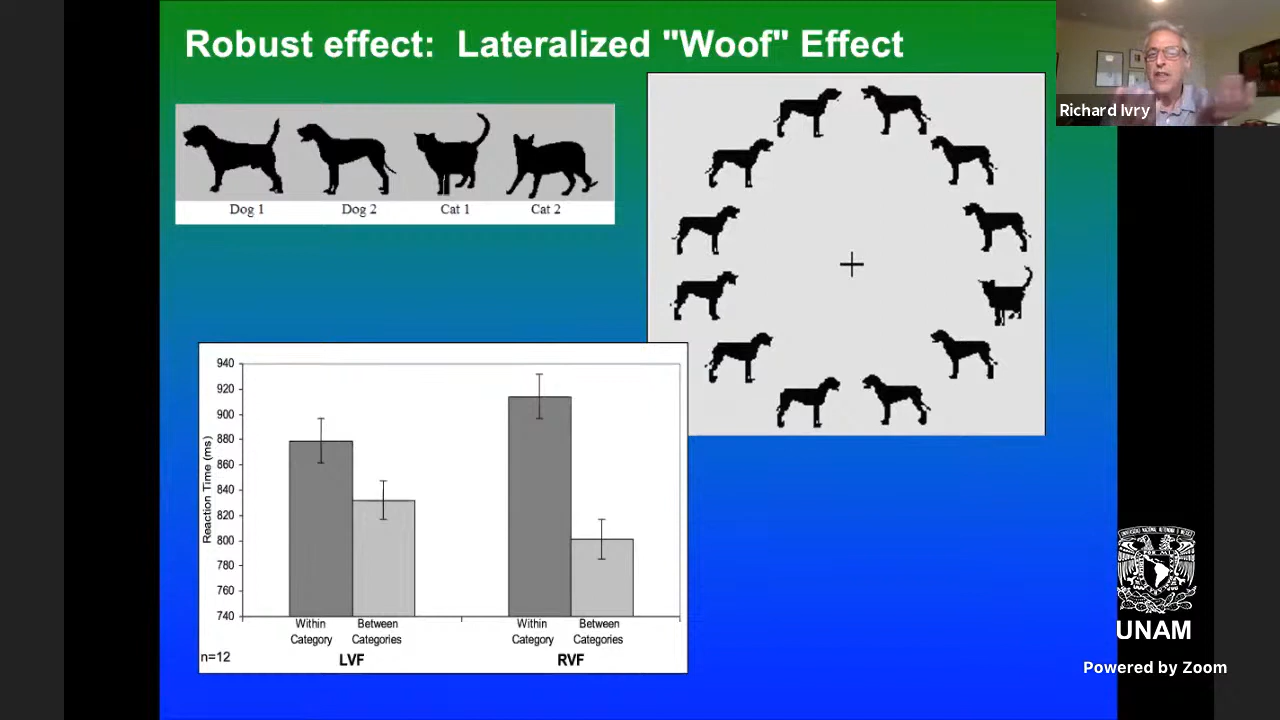 Robust effect:  Lateralized "Woof" Effect
Richard Ivry
Dog 1
Dog 2
Cat 1
Cat 2
940
920
900
880
860
840
820
800
780
760
740
Reaction Time (ms)
Within Category
Between Categories
Within Category
Between Categories
n=12
LVF
RVF
UNAM
Powered by Zoom